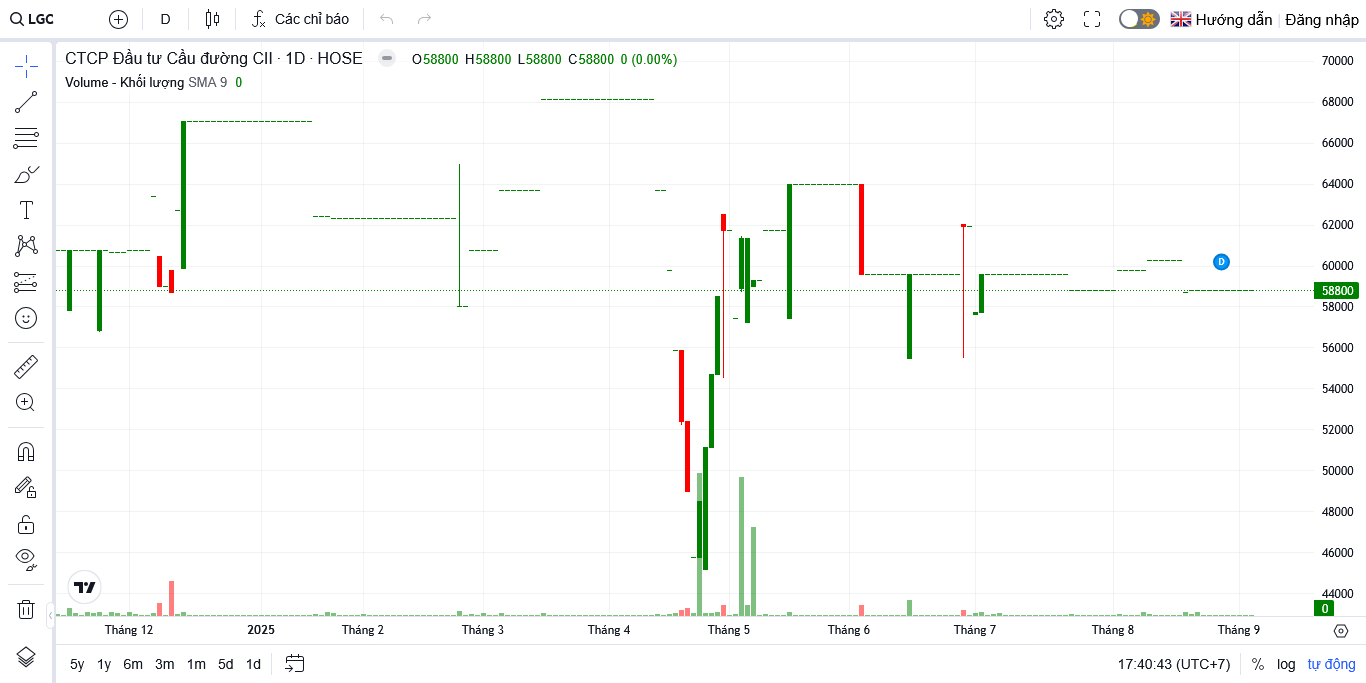 LGC D Các chỉ báo Hướng dẫn Đăng nhập
CTCP Đầu tư Cầu đường CII · 1D · HOSE O58800 H58800 L58800 C58800 0 (0.00%)
Volume - Khối lượng SMA 9 0
70000
68000
66000
64000
62000
60000
D
58800
58000
56000
54000
52000
50000
48000
46000
44000
0
Tháng 12 2025 Tháng 2 Tháng 3 Tháng 4 Tháng 5 Tháng 6 Tháng 7 Tháng 8 Tháng 9
5y 1y 6m 3m 1m 5d 1d 17:40:43 (UTC+7) % log tự động